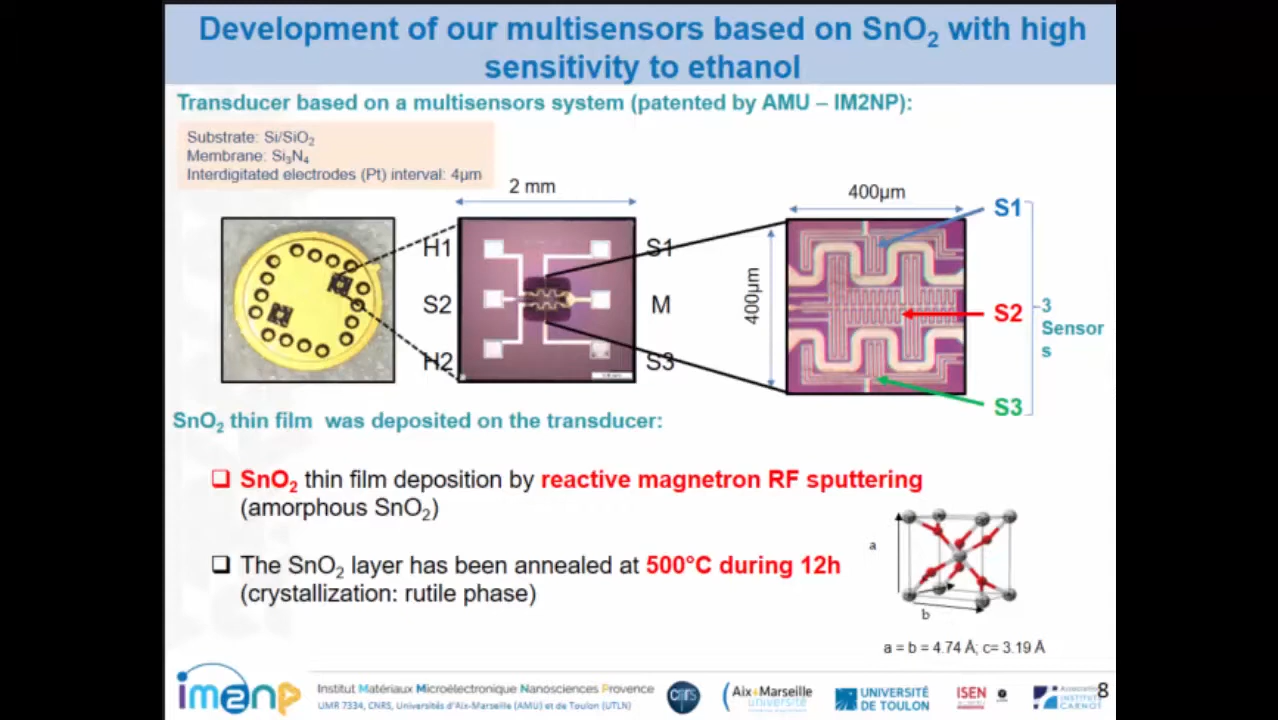 Development of our multisensors based on SnO₂ with high
sensitivity to ethanol
Transducer based on a multisensors system (patented by AMU – IM2NP):
Substrate: Si/SiO₂
Membrane: Si₃N₄
Interdigitated electrodes (Pt) interval: 4µm
2 mm
400µm
H1
S2
H2
S1
M
S3
400µm
S1
S2
S3
3
Sensor
s
SnO₂ thin film was deposited on the transducer:
SnO₂ thin film deposition by reactive magnetron RF sputtering
(amorphous SnO₂)
The SnO₂ layer has been annealed at 500°C during 12h
(crystallization: rutile phase)
a
b
a = b = 4.74 Å; c= 3.19 Å
im2np
Institut Matériaux Microélectronique Nanosciences Provence
UMR 7334, CNRS, Universités d'Aix-Marseille (AMU) et de Toulon (UTLN)
cnrs
Aix*Marseille
université
UNIVERSITÉ
DE TOULON
ISEN
INSTITUT
CARNOT
8